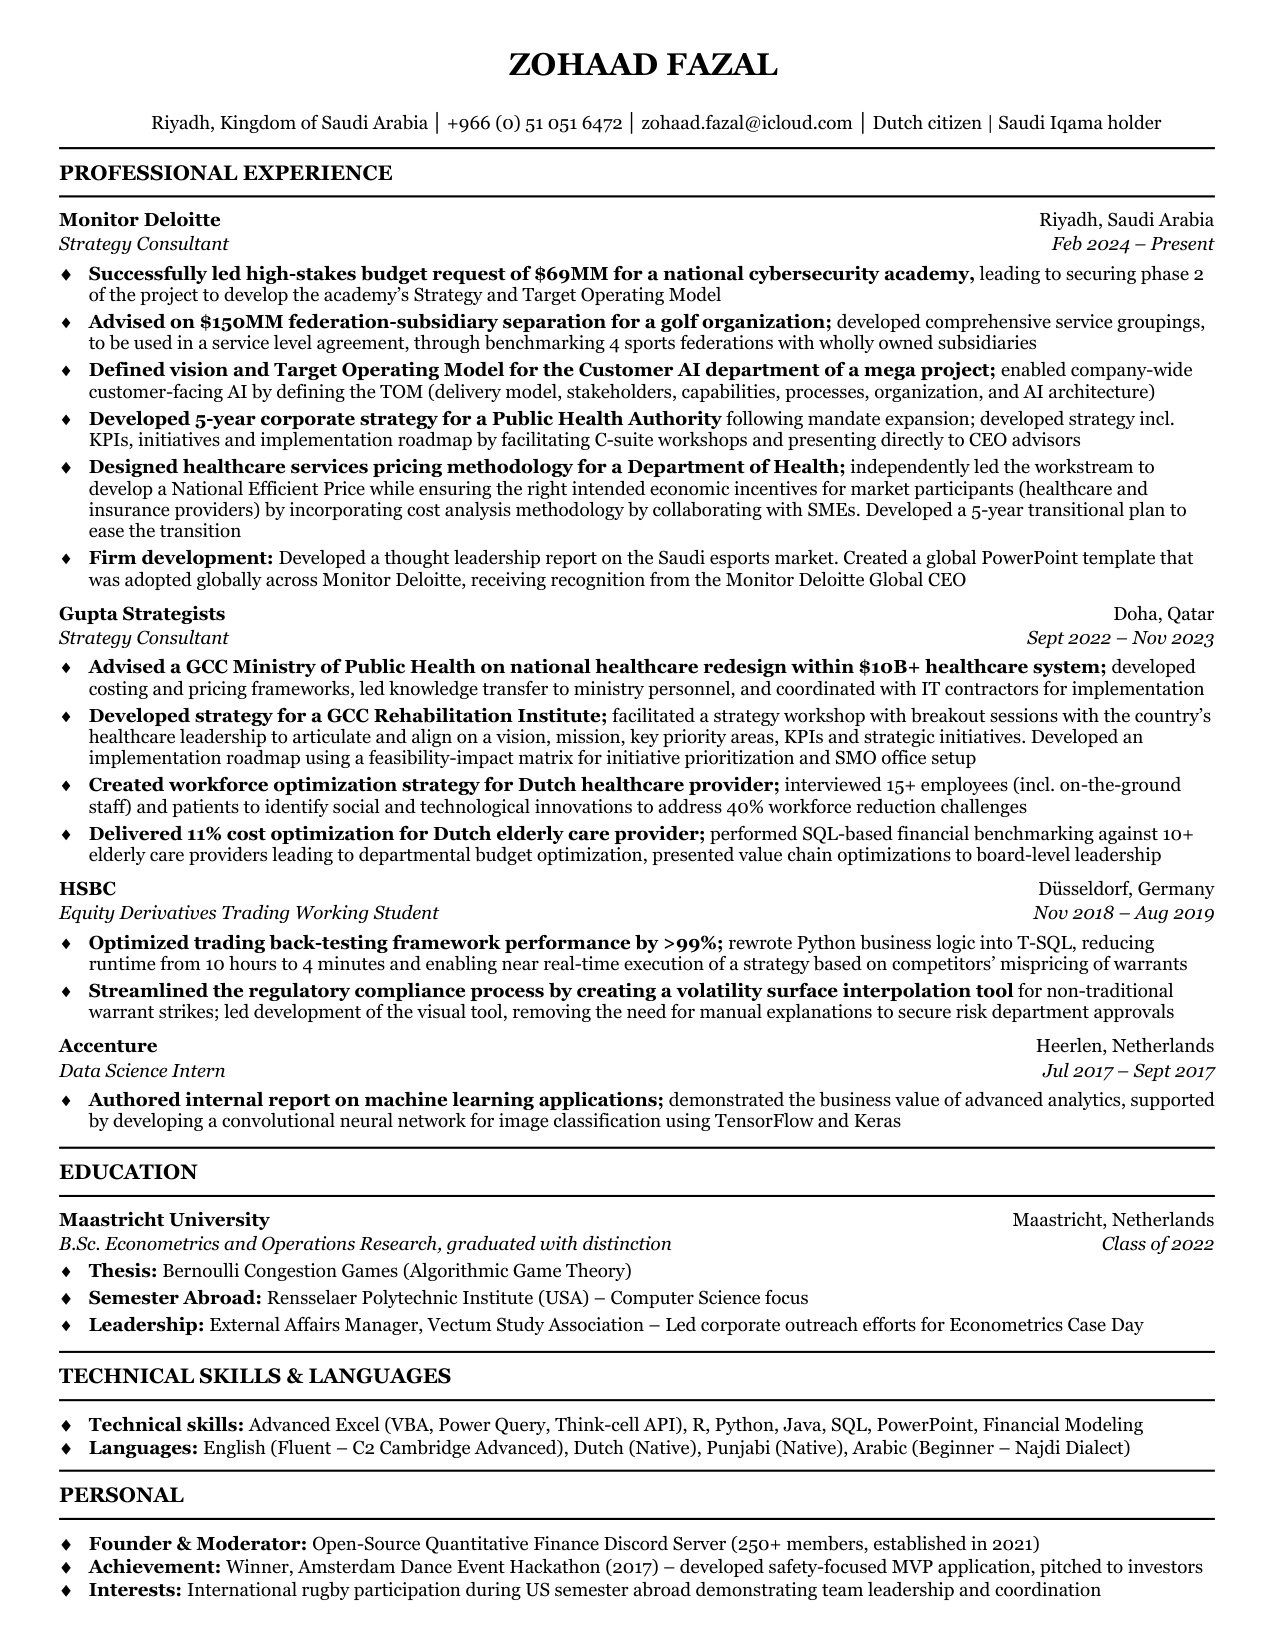 ZOHAAD FAZAL
Riyadh, Kingdom of Saudi Arabia | +966 (0) 51 051 6472 | zohaad.fazal@icloud.com | Dutch citizen | Saudi Iqama holder
PROFESSIONAL EXPERIENCE
Monitor Deloitte Riyadh, Saudi Arabia
Strategy Consultant Feb 2024 – Present
♦ Successfully led high-stakes budget request of $69MM for a national cybersecurity academy, leading to securing phase 2
of the project to develop the academy’s Strategy and Target Operating Model
♦ Advised on $150MM federation-subsidiary separation for a golf organization; developed comprehensive service groupings,
to be used in a service level agreement, through benchmarking 4 sports federations with wholly owned subsidiaries
♦ Defined vision and Target Operating Model for the Customer AI department of a mega project; enabled company-wide
customer-facing AI by defining the TOM (delivery model, stakeholders, capabilities, processes, organization, and AI architecture)
♦ Developed 5-year corporate strategy for a Public Health Authority following mandate expansion; developed strategy incl.
KPIs, initiatives and implementation roadmap by facilitating C-suite workshops and presenting directly to CEO advisors
♦ Designed healthcare services pricing methodology for a Department of Health; independently led the workstream to
develop a National Efficient Price while ensuring the right intended economic incentives for market participants (healthcare and
insurance providers) by incorporating cost analysis methodology by collaborating with SMEs. Developed a 5-year transitional plan to
ease the transition
♦ Firm development: Developed a thought leadership report on the Saudi esports market. Created a global PowerPoint template that
was adopted globally across Monitor Deloitte, receiving recognition from the Monitor Deloitte Global CEO
Gupta Strategists Doha, Qatar
Strategy Consultant Sept 2022 – Nov 2023
♦ Advised a GCC Ministry of Public Health on national healthcare redesign within $10B+ healthcare system; developed
costing and pricing frameworks, led knowledge transfer to ministry personnel, and coordinated with IT contractors for implementation
♦ Developed strategy for a GCC Rehabilitation Institute; facilitated a strategy workshop with breakout sessions with the country’s
healthcare leadership to articulate and align on a vision, mission, key priority areas, KPIs and strategic initiatives. Developed an
implementation roadmap using a feasibility-impact matrix for initiative prioritization and SMO office setup
♦ Created workforce optimization strategy for Dutch healthcare provider; interviewed 15+ employees (incl. on-the-ground
staff) and patients to identify social and technological innovations to address 40% workforce reduction challenges
♦ Delivered 11% cost optimization for Dutch elderly care provider; performed SQL-based financial benchmarking against 10+
elderly care providers leading to departmental budget optimization, presented value chain optimizations to board-level leadership
HSBC Düsseldorf, Germany
Equity Derivatives Trading Working Student Nov 2018 – Aug 2019
♦ Optimized trading back-testing framework performance by >99%; rewrote Python business logic into T-SQL, reducing
runtime from 10 hours to 4 minutes and enabling near real-time execution of a strategy based on competitors’ mispricing of warrants
♦ Streamlined the regulatory compliance process by creating a volatility surface interpolation tool for non-traditional
warrant strikes; led development of the visual tool, removing the need for manual explanations to secure risk department approvals
Accenture Heerlen, Netherlands
Data Science Intern Jul 2017 – Sept 2017
♦ Authored internal report on machine learning applications; demonstrated the business value of advanced analytics, supported
by developing a convolutional neural network for image classification using TensorFlow and Keras
EDUCATION
Maastricht University Maastricht, Netherlands
B.Sc. Econometrics and Operations Research, graduated with distinction Class of 2022
♦ Thesis: Bernoulli Congestion Games (Algorithmic Game Theory)
♦ Semester Abroad: Rensselaer Polytechnic Institute (USA) – Computer Science focus
♦ Leadership: External Affairs Manager, Vectum Study Association – Led corporate outreach efforts for Econometrics Case Day
TECHNICAL SKILLS & LANGUAGES
♦ Technical skills: Advanced Excel (VBA, Power Query, Think-cell API), R, Python, Java, SQL, PowerPoint, Financial Modeling
♦ Languages: English (Fluent – C2 Cambridge Advanced), Dutch (Native), Punjabi (Native), Arabic (Beginner – Najdi Dialect)
PERSONAL
♦ Founder & Moderator: Open-Source Quantitative Finance Discord Server (250+ members, established in 2021)
♦ Achievement: Winner, Amsterdam Dance Event Hackathon (2017) – developed safety-focused MVP application, pitched to investors
♦ Interests: International rugby participation during US semester abroad demonstrating team leadership and coordination